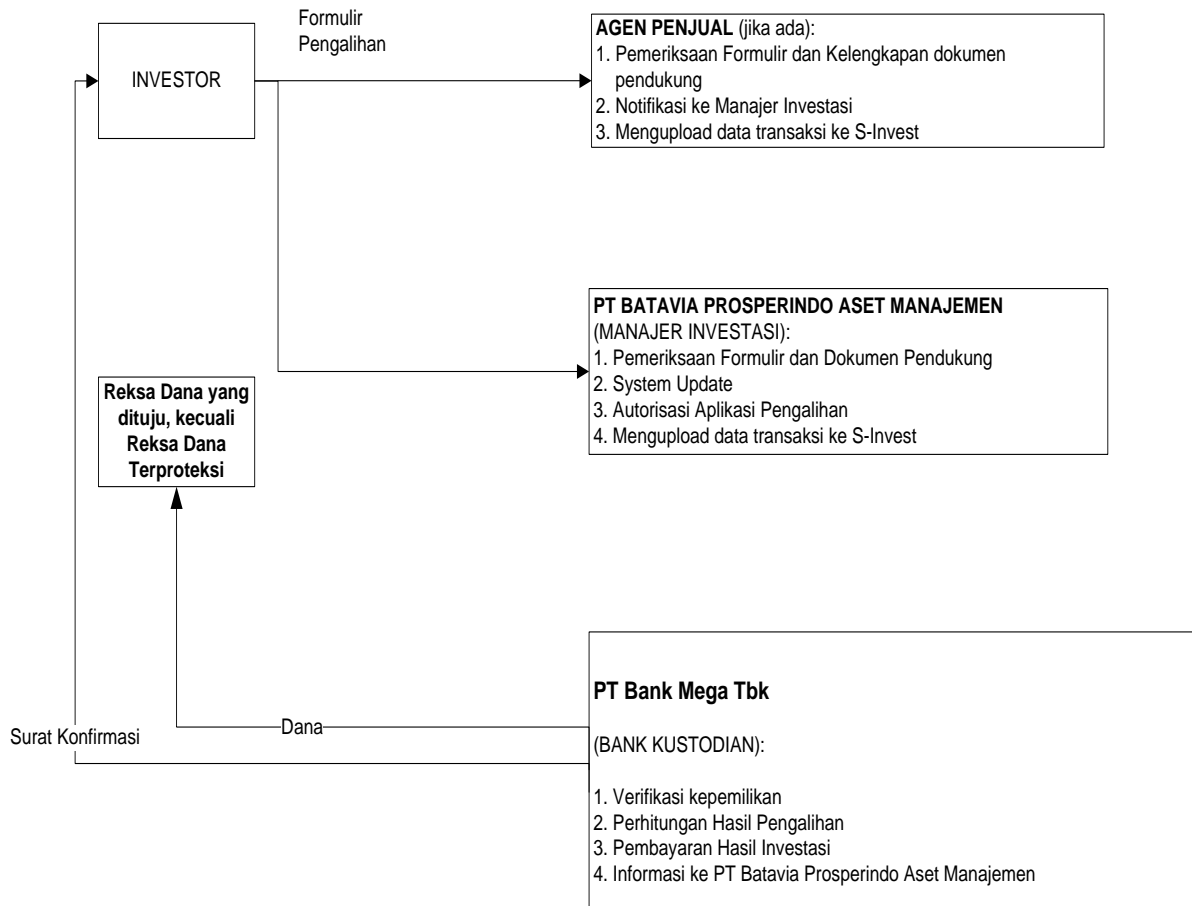 Formulir
Pengalihan
INVESTOR
AGEN PENJUAL (jika ada):
1. Pemeriksaan Formulir dan Kelengkapan dokumen
pendukung
2. Notifikasi ke Manajer Investasi
3. Mengupload data transaksi ke S-Invest
PT BATAVIA PROSPERINDO ASET MANAJEMEN
(MANAJER INVESTASI):
1. Pemeriksaan Formulir dan Dokumen Pendukung
2. System Update
3. Autorisasi Aplikasi Pengalihan
4. Mengupload data transaksi ke S-Invest
Reksa Dana yang
dituju, kecuali
Reksa Dana
Terproteksi
Surat Konfirmasi
Dana
PT Bank Mega Tbk
(BANK KUSTODIAN):
1. Verifikasi kepemilikan
2. Perhitungan Hasil Pengalihan
3. Pembayaran Hasil Investasi
4. Informasi ke PT Batavia Prosperindo Aset Manajemen